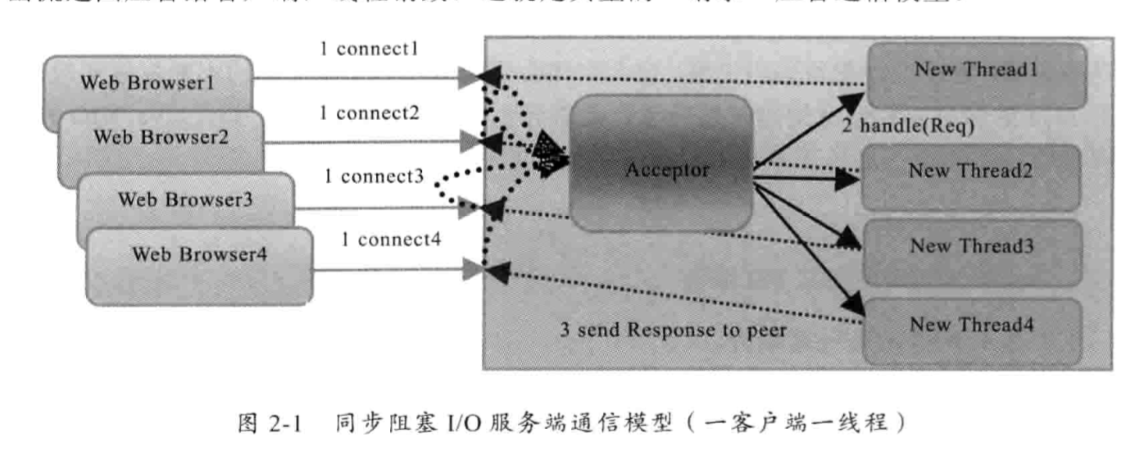 1 connect1
Web Browser1
1 connect2
Web Browser2
1 connect3
Web Browser3
1 connect4
Web Browser4
Acceptor
2 handle(Req)
New Thread1
New Thread2
New Thread3
New Thread4
3 send Response to peer
图 2-1 同步阻塞 I/O 服务端通信模型（一客户端一线程）